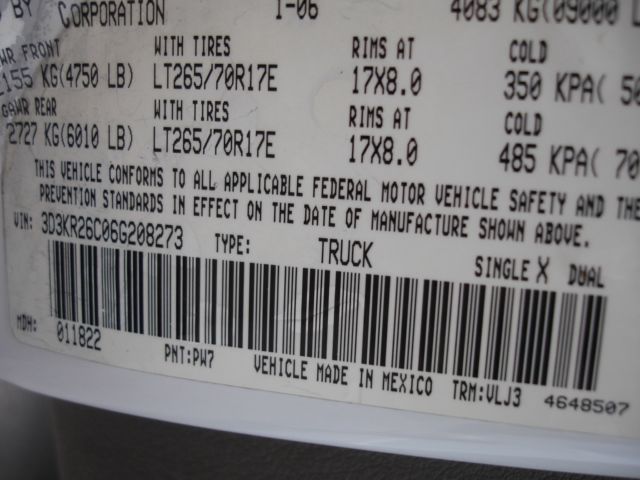 BY CORPORATION 1-06 4083 KG(09000
FRONT WITH TIRES RIMS AT COLD
KG(4750 LB) LT265/70R17E 17X8.0 350 KPA(
GAWR REAR WITH TIRES RIMS AT COLD
2727 KG(6010 LB) LT265/70R17E 17X8.0 485 KPA( 70
THIS VEHICLE CONFORMS TO ALL APPLICABLE FEDERAL MOTOR VEHICLE SAFETY AND
PREVENTION STANDARDS IN EFFECT ON THE DATE OF MANUFACTURE SHOWN ABOVE.
VIN: 3D3KR26C06G208273 TYPE: TRUCK SINGLE X DUAL
MDH: 011822
PNT:PW7 VEHICLE MADE IN MEXICO TRM:VLJ3 4648507